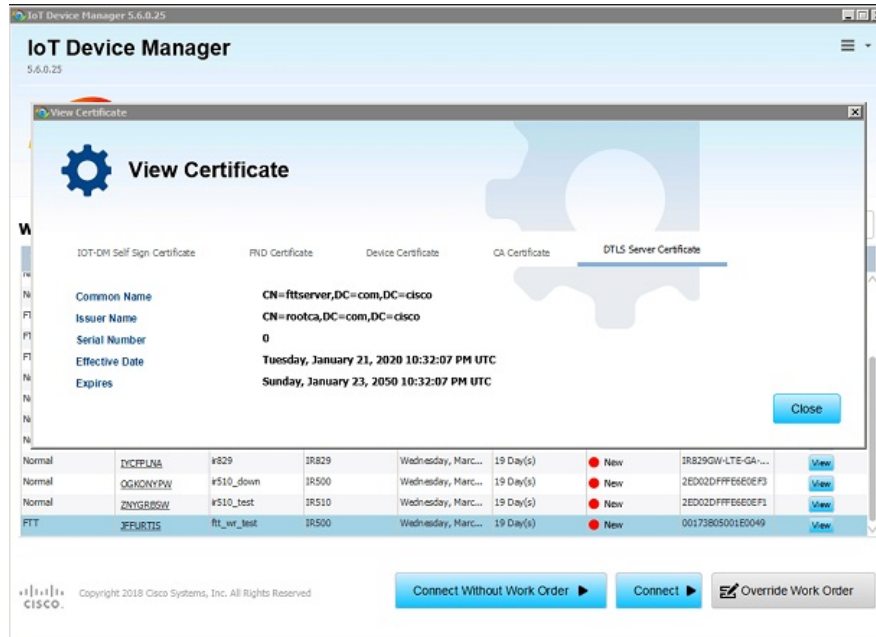 IoT Device Manager 5.6.0.25
IoT Device Manager
5.6.0.25
View Certificate
View Certificate
W
IOT-DM Self Sign Certificate FND Certificate Device Certificate CA Certificate DTLS Server Certificate
Common Name CN=fttserver,DC=com,DC=cisco
Issuer Name CN=rootca,DC=com,DC=cisco
Serial Number 0
Effective Date Tuesday, January 21, 2020 10:32:07 PM UTC
Expires Sunday, January 23, 2050 10:32:07 PM UTC
Close
Normal IYCFPLNA ir829 IR829 Wednesday, Marc... 19 Day(s) New IR829GW-LTE-GA-... View
Normal OGKONYPW ir510_down IR500 Wednesday, Marc... 19 Day(s) New 2ED02DFFFE6E0EF3 View
Normal ZNYGRBSW ir510_test IR510 Wednesday, Marc... 19 Day(s) New 2ED02DFFFE6E0EF1 View
FTT JFFURTIS ftt_wr_test IR500 Wednesday, Marc... 19 Day(s) New 00173B05001E0049 View
CISCO. Copyright 2018 Cisco Systems, Inc. All Rights Reserved
Connect Without Work Order Connect Override Work Order